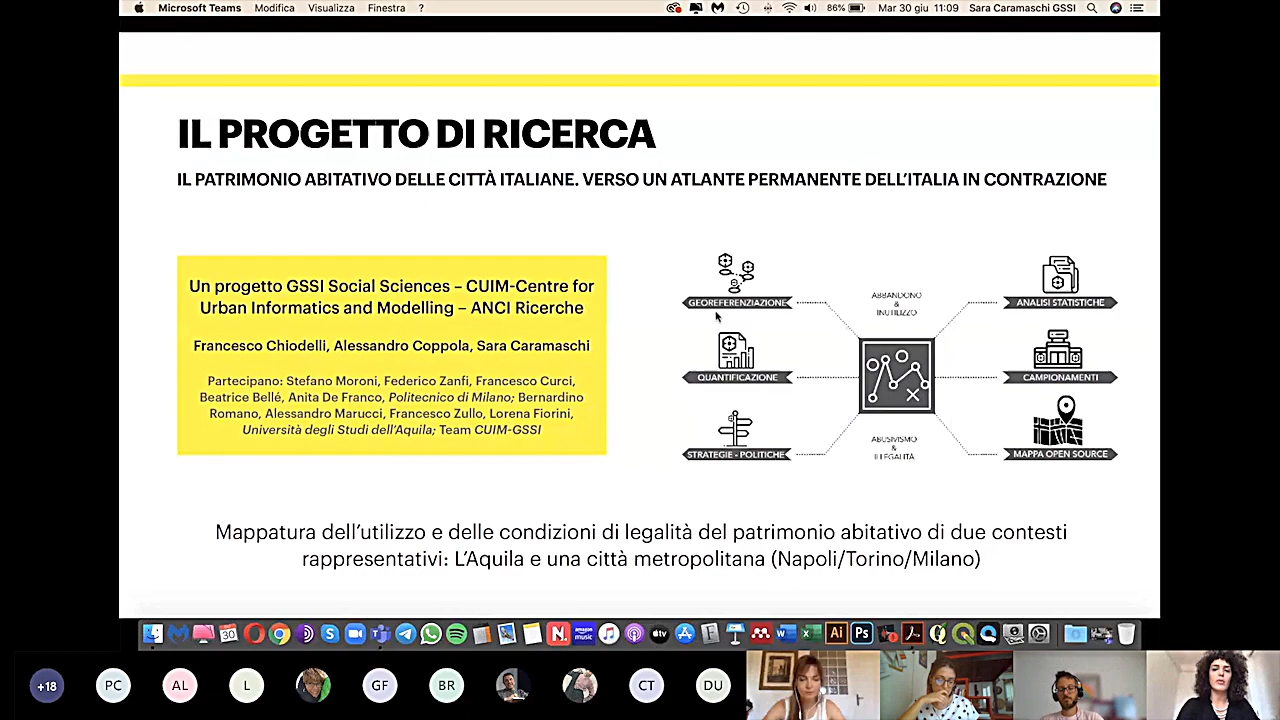 Microsoft Teams Modifica Visualizza Finestra ? 86% Mar 30 giu 11:09 Sara Caramaschi GSSI
IL PROGETTO DI RICERCA
IL PATRIMONIO ABITATIVO DELLE CITTÀ ITALIANE. VERSO UN ATLANTE PERMANENTE DELL'ITALIA IN CONTRAZIONE
Un progetto GSSI Social Sciences – CUIM-Centre for
Urban Informatics and Modelling – ANCI Ricerche
Francesco Chiodelli, Alessandro Coppola, Sara Caramaschi
Partecipano: Stefano Moroni, Federico Zanfi, Francesco Curci,
Beatrice Bellé, Anita De Franco, Politecnico di Milano; Bernardino
Romano, Alessandro Marucci, Francesco Zullo, Lorena Fiorini,
Università degli Studi dell'Aquila; Team CUIM-GSSI
GEOREFERENZIAZIONE
QUANTIFICAZIONE
STRATEGIE - POLITICHE
ABBANDONO
&
INUTILIZZO
ABUSIVISMO
&
ILLEGALITÀ
ANALISI STATISTICHE
CAMPIONAMENTI
MAPPA OPEN SOURCE
Mappatura dell'utilizzo e delle condizioni di legalità del patrimonio abitativo di due contesti
rappresentativi: L'Aquila e una città metropolitana (Napoli/Torino/Milano)
30 N. amazon music tv Ai Ps
+18 PC AL L GF BR CT DU